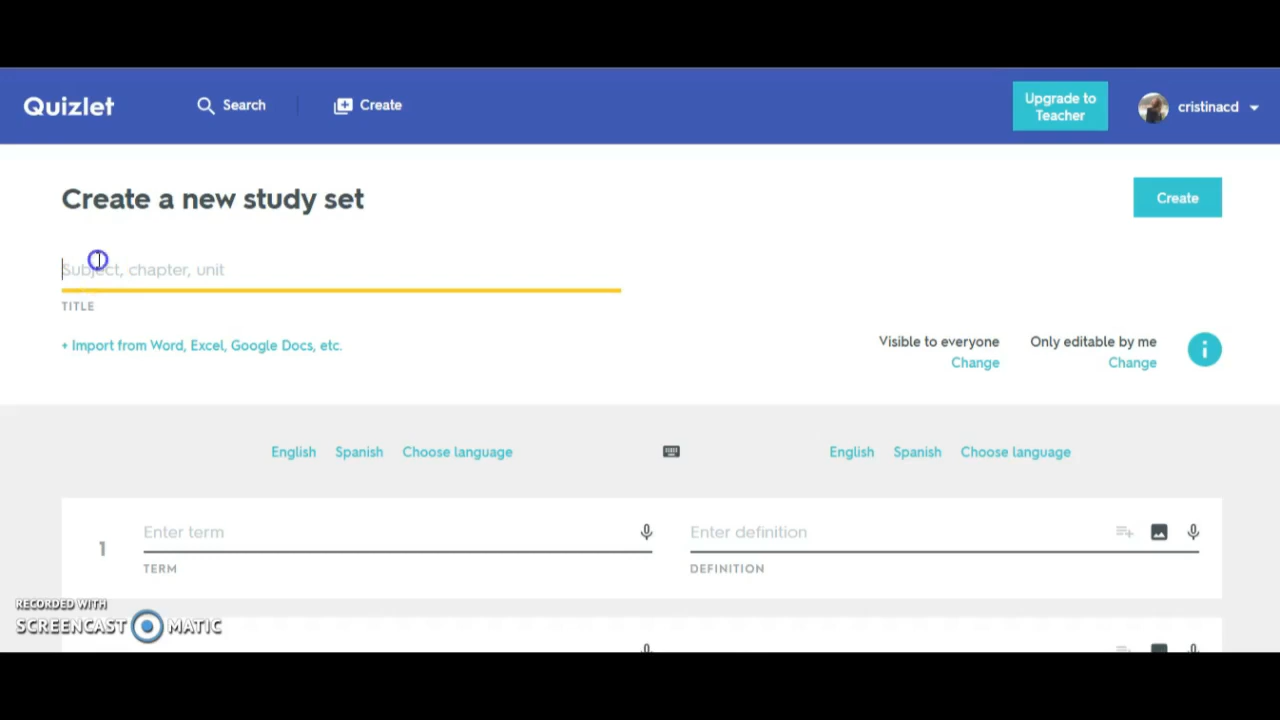 Quizlet
Search
Create
Upgrade to
Teacher
cristinacd
Create a new study set
Create
Subject, chapter, unit
TITLE
+ Import from Word, Excel, Google Docs, etc.
Visible to everyone
Change
Only editable by me
Change
i
English Spanish Choose language
English Spanish Choose language
1
Enter term
TERM
Enter definition
DEFINITION
RECORDED WITH
SCREENCAST MATIC